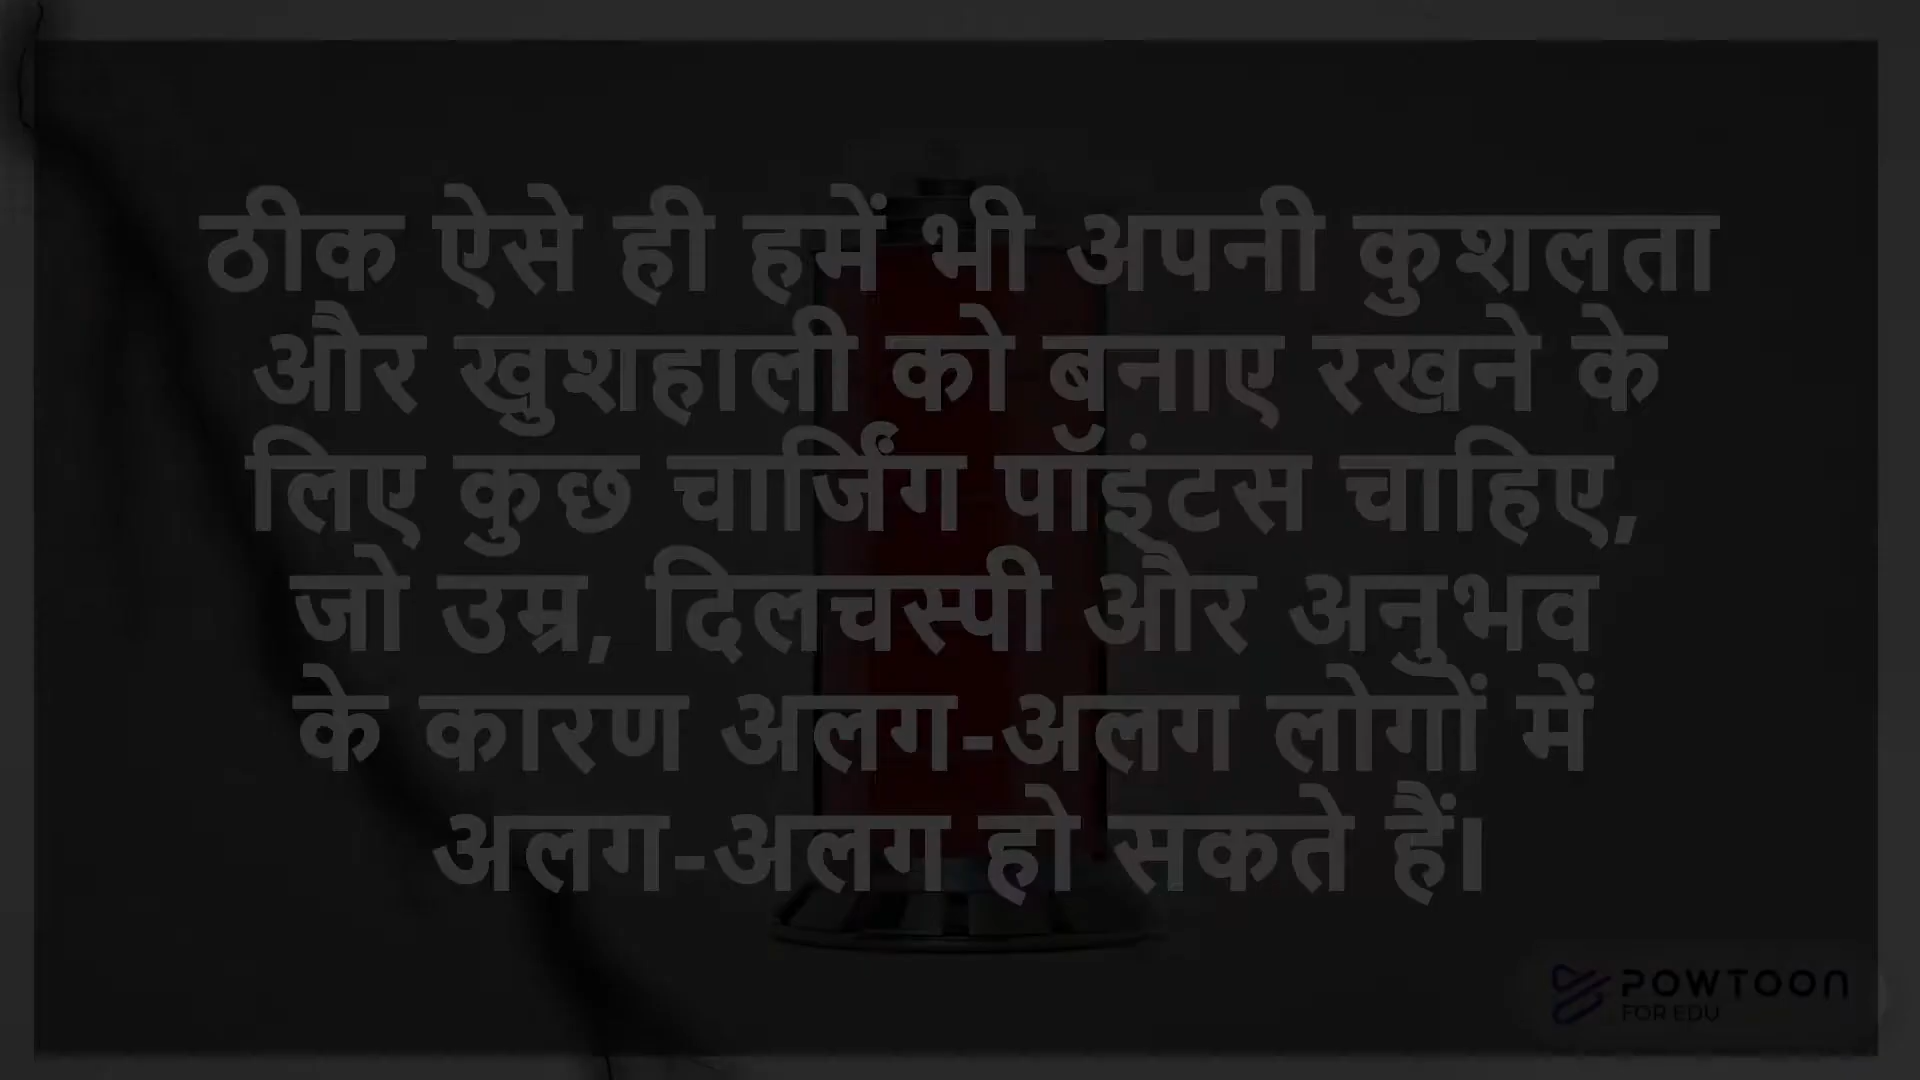 ठीक ऐसे ही हमें भी अपनी कुशलता
और खुशहाली को बनाए रखने के
लिए कुछ चार्जिंग पॉइंटस चाहिए,
जो उम्र, दिलचस्पी और अनुभव
के कारण अलग-अलग लोगों में
अलग-अलग हो सकते हैं।
POWTOON
FOR EDU